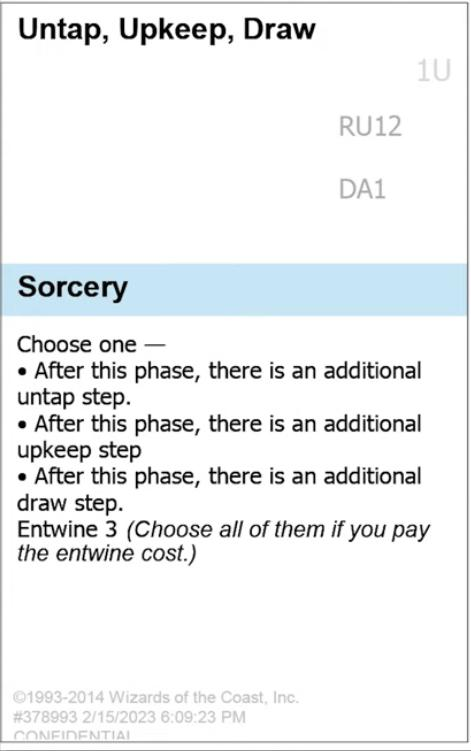 Untap, Upkeep, Draw
1U
RU12
DA1
Sorcery
Choose one —
• After this phase, there is an additional
untap step.
• After this phase, there is an additional
upkeep step
• After this phase, there is an additional
draw step.
Entwine 3 (Choose all of them if you pay
the entwine cost.)
©1993-2014 Wizards of the Coast, Inc.
#378993 2/15/2023 6:09:23 PM
CONFIDENTIAL